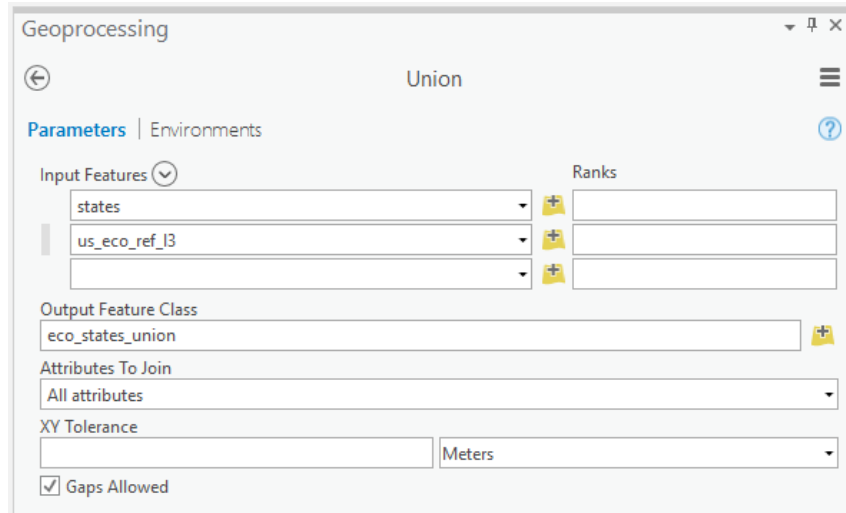 Geoprocessing
Union
Parameters | Environments
Input Features Ranks
states
us_eco_ref_l3
Output Feature Class
eco_states_union
Attributes To Join
All attributes
XY Tolerance
Meters
Gaps Allowed